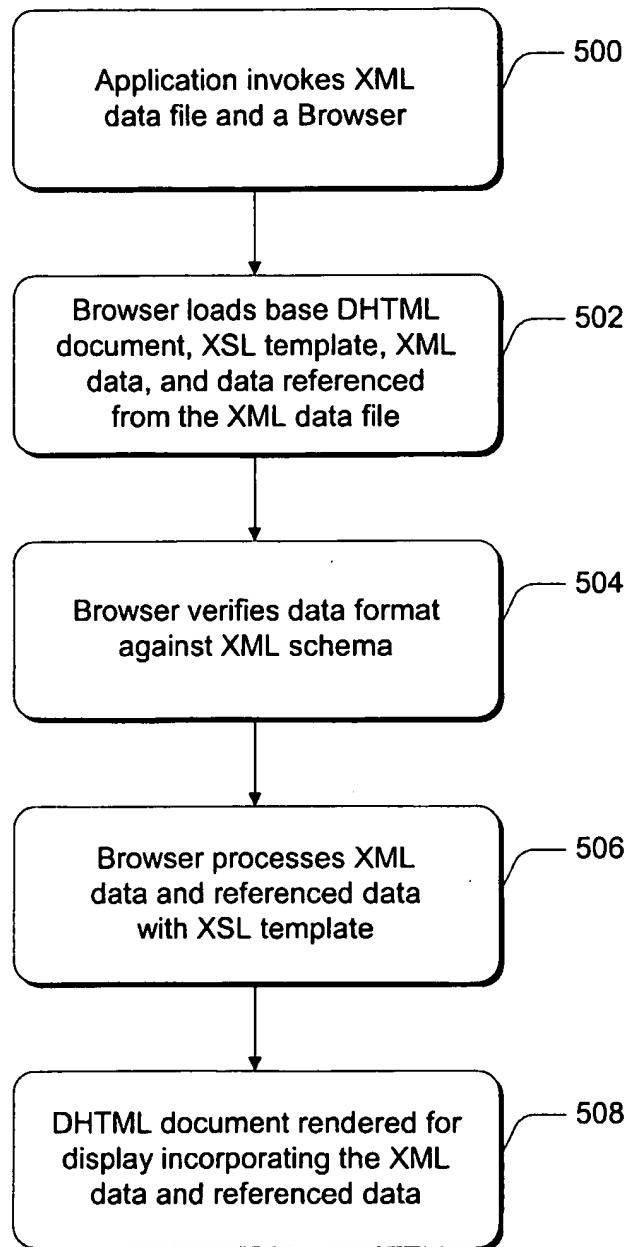 Application invokes XML
data file and a Browser
500
Browser loads base DHTML
document, XSL template, XML
data, and data referenced
from the XML data file
502
Browser verifies data format
against XML schema
504
Browser processes XML
data and referenced data
with XSL template
506
DHTML document rendered for
display incorporating the XML
data and referenced data
508